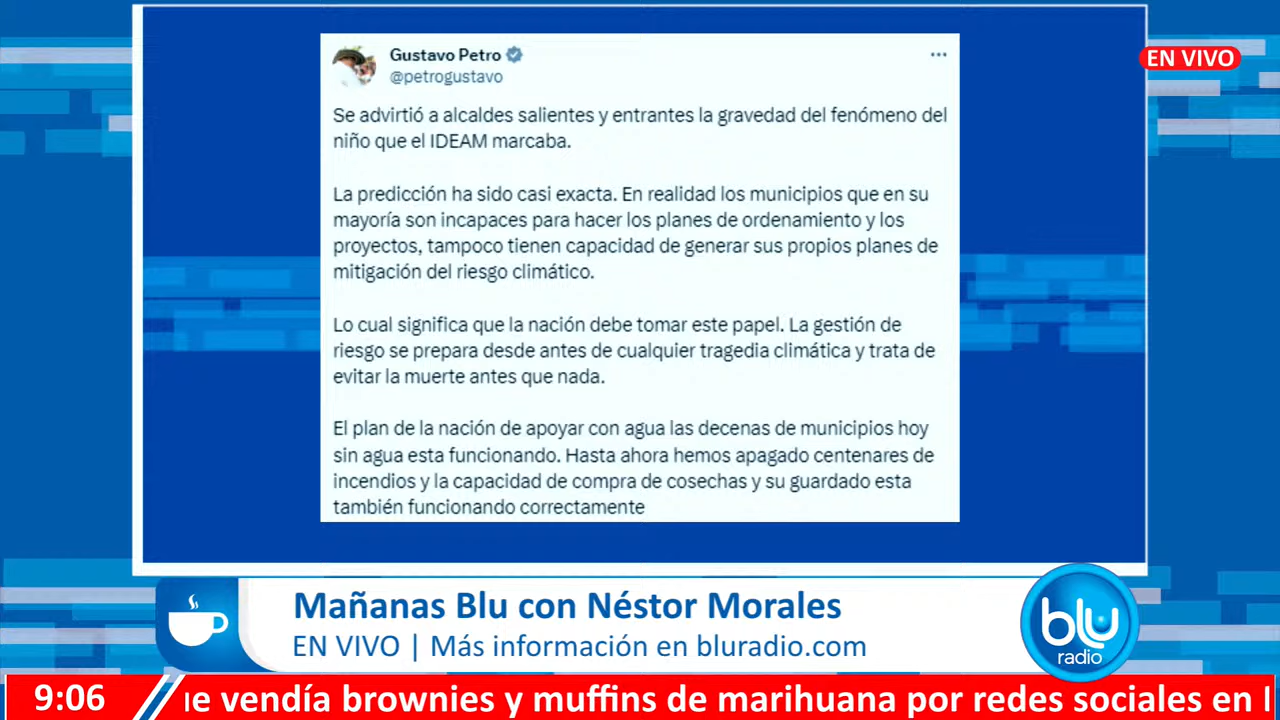 Gustavo Petro
@petrogustavo
EN VIVO
Se advirtió a alcaldes salientes y entrantes la gravedad del fenómeno del
niño que el IDEAM marcaba.
La predicción ha sido casi exacta. En realidad los municipios que en su
mayoría son incapaces para hacer los planes de ordenamiento y los
proyectos, tampoco tienen capacidad de generar sus propios planes de
mitigación del riesgo climático.
Lo cual significa que la nación debe tomar este papel. La gestión de
riesgo se prepara desde antes de cualquier tragedia climática y trata de
evitar la muerte antes que nada.
El plan de la nación de apoyar con agua las decenas de municipios hoy
sin agua esta funcionando. Hasta ahora hemos apagado centenares de
incendios y la capacidad de compra de cosechas y su guardado esta
también funcionando correctamente
Mañanas Blu con Néstor Morales
EN VIVO | Más información en bluradio.com
blu
radio
9:06 ue vendía brownies y muffins de marihuana por redes sociales en